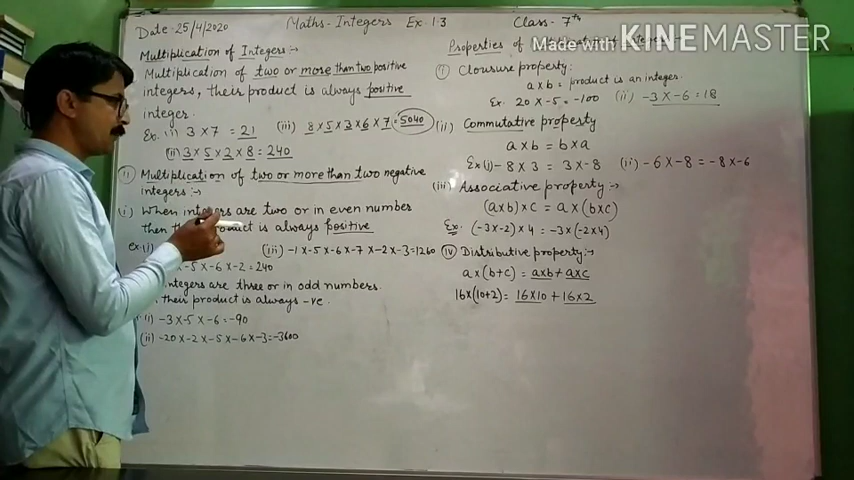 Date-25/4/2020
Maths-Integers Ex. 1.3
Class-7th
Multiplication of Integers:-
Multiplication of two or more than two positive
integers, their product is always positive
integer.
Ex. (i) 3 x 7 = 21 (iii) 8 x 5 x 3 x 6 x 7 = 5040
(ii) 3 x 5 x 2 x 8 = 240
(ii) Multiplication of two or more than two negative
integers:-
(i) When integers are two or in even number
then the product is always positive
ex. (i)
(iii) -1 x -5 x -6 x -7 x -2 x -3 = 1260
x -5 x -6 x -2 = 240
integers are three or in odd numbers.
their product is always -ve.
(i) -3 x -5 x -6 = -90
(ii) -20 x -2 x -5 x -6 x -3 = -3600
Properties of
Made with KINEMASTER
(i) Clousure property:
a x b = product is an integer.
Ex. 20 x -5 = -100 (ii) -3 x -6 = 18
(ii) Commutative property
a x b = b x a
Ex (i) -8 x 3 = 3 x -8 (ii) -6 x -8 = -8 x -6
(iii) Associative property:-
(a x b) x c = a x (b x c)
Ex: (-3 x -2) x 4 = -3 x (-2 x 4)
(iv) Distributive property:-
a x (b + c) = a x b + a x c
16 x (10 + 2) = 16 x 10 + 16 x 2